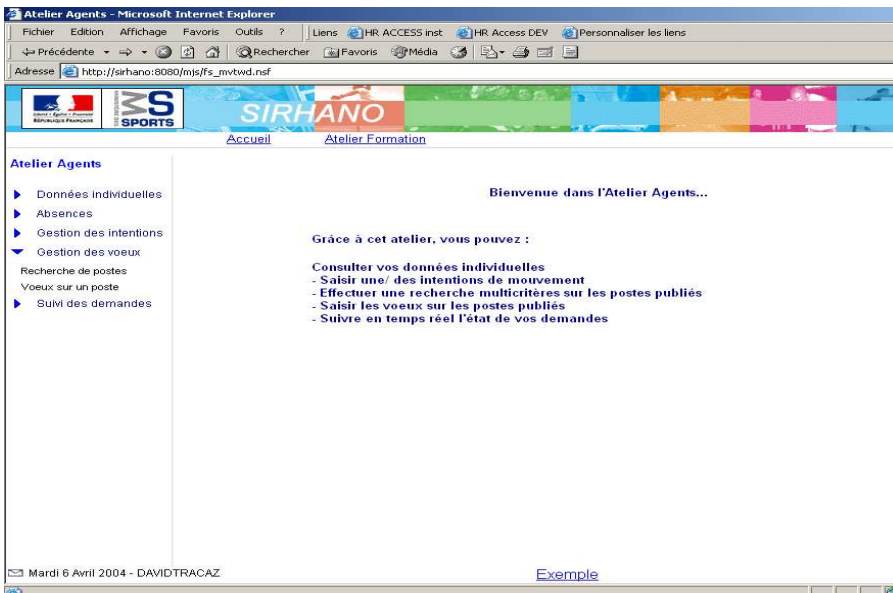 Atelier Agents - Microsoft Internet Explorer
Fichier Edition Affichage Favoris Outils ? Liens HR ACCESS inst HR Access DEV Personnaliser les liens
Précédente Rechercher Favoris Média
Adresse http://sirhano:8080/mjs/fs_mvtwd.nsf
RÉPUBLIQUE FRANÇAISE
SPORTS
SIRHANO
Accueil Atelier Formation
Atelier Agents
Données individuelles
Absences
Gestion des intentions
Gestion des voeux
Recherche de postes
Voeux sur un poste
Suivi des demandes
Bienvenue dans l'Atelier Agents...
Grâce à cet atelier, vous pouvez :
Consulter vos données individuelles
- Saisir une/ des intentions de mouvement
- Effectuer une recherche multicritères sur les postes publiés
- Saisir les voeux sur les postes publiés
- Suivre en temps réel l'état de vos demandes
Mardi 6 Avril 2004 - DAVIDTRACAZ
Exemple